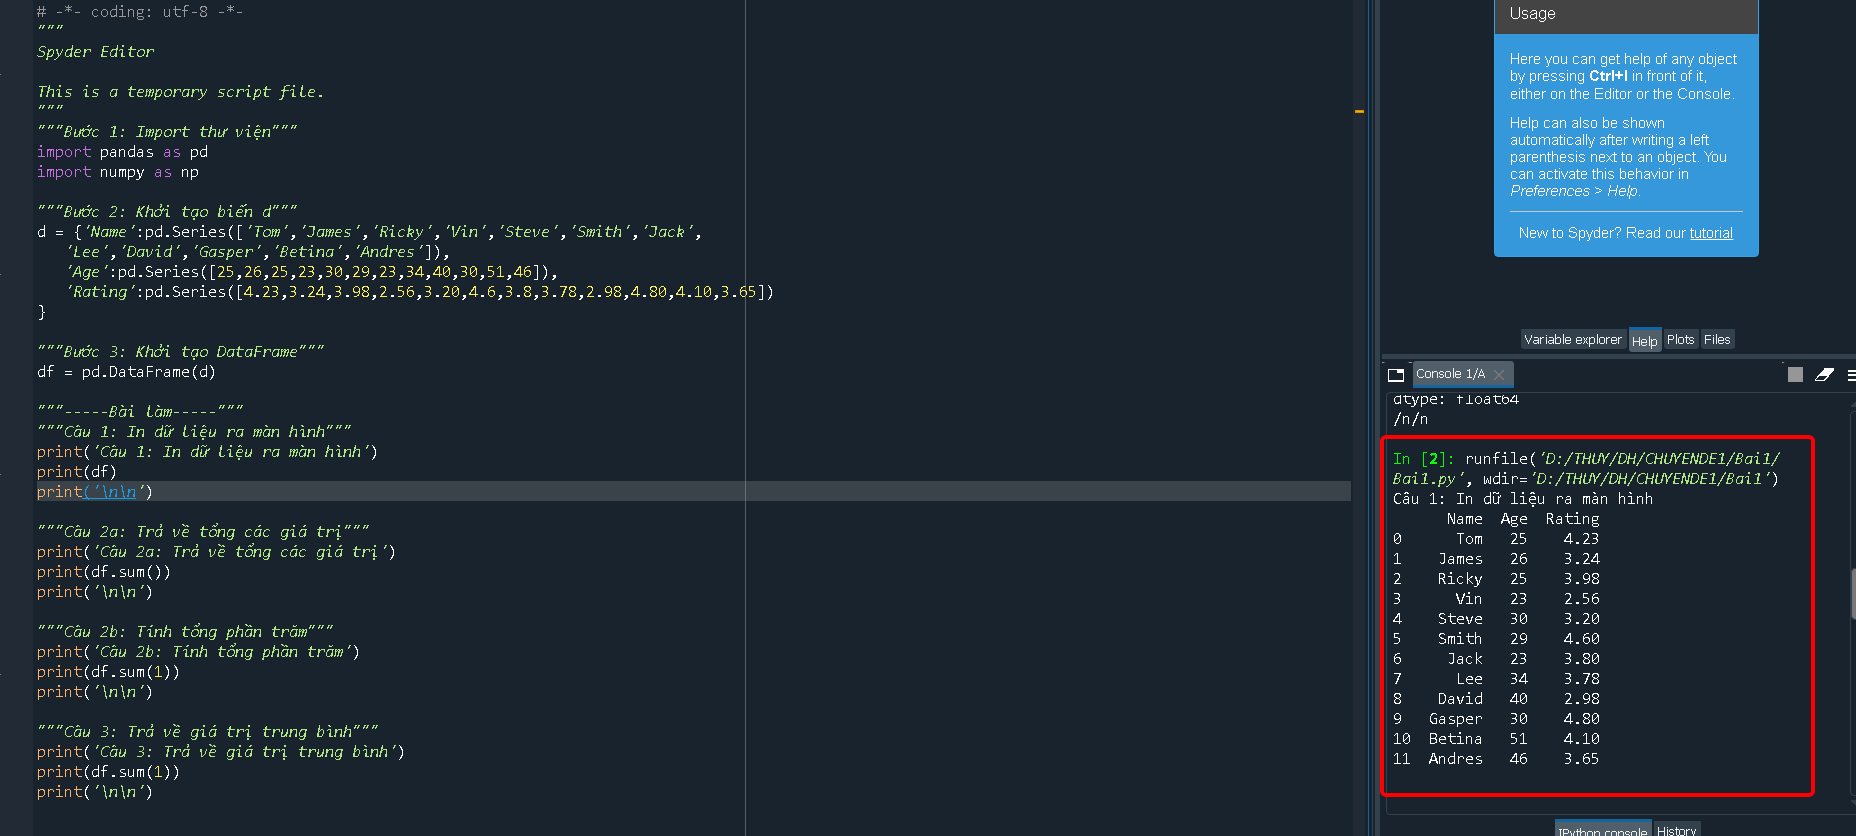 # -*- coding: utf-8 -*-
"""
Spyder Editor
This is a temporary script file.
"""
"""Bước 1: Import thư viện"""
import pandas as pd
import numpy as np
"""Bước 2: Khởi tạo biến d"""
d = {'Name':pd.Series(['Tom','James','Ricky','Vin','Steve','Smith','Jack',
'Lee','David','Gasper','Betina','Andres']),
'Age':pd.Series([25,26,25,23,30,29,23,34,40,30,51,46]),
'Rating':pd.Series([4.23,3.24,3.98,2.56,3.20,4.6,3.8,3.78,2.98,4.80,4.10,3.65])
}
"""Bước 3: Khởi tạo DataFrame"""
df = pd.DataFrame(d)
"""-----Bài làm-----"""
"""Câu 1: In dữ liệu ra màn hình"""
print('Câu 1: In dữ liệu ra màn hình')
print(df)
print('\n\n')
"""Câu 2a: Trả về tổng các giá trị"""
print('Câu 2a: Trả về tổng các giá trị')
print(df.sum())
print('\n\n')
"""Câu 2b: Tính tổng phần trăm"""
print('Câu 2b: Tính tổng phần trăm')
print(df.sum(1))
print('\n\n')
"""Câu 3: Trả về giá trị trung bình"""
print('Câu 3: Trả về giá trị trung bình')
print(df.sum(1))
print('\n\n')
Usage
Here you can get help of any object
by pressing Ctrl+I in front of it,
either on the Editor or the Console.
Help can also be shown
automatically after writing a left
parenthesis next to an object. You
can activate this behavior in
Preferences > Help.
New to Spyder? Read our tutorial
Variable explorer Help Plots Files
Console 1/A
dtype: float64
/n/n
In [2]: runfile('D:/THUY/DH/CHUYENDE1/Bai1/
Bai1.py', wdir='D:/THUY/DH/CHUYENDE1/Bai1')
Câu 1: In dữ liệu ra màn hình
Name Age Rating
0 Tom 25 4.23
1 James 26 3.24
2 Ricky 25 3.98
3 Vin 23 2.56
4 Steve 30 3.20
5 Smith 29 4.60
6 Jack 23 3.80
7 Lee 34 3.78
8 David 40 2.98
9 Gasper 30 4.80
10 Betina 51 4.10
11 Andres 46 3.65
IPython console History